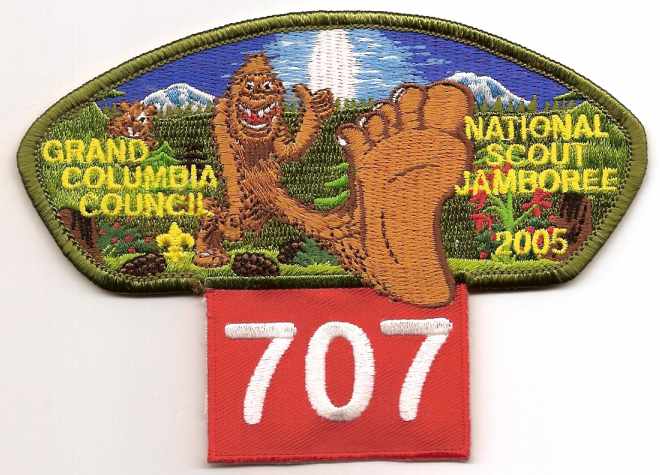 GRAND
COLUMBIA
COUNCIL
NATIONAL
SCOUT
JAMBOREE
2005
707